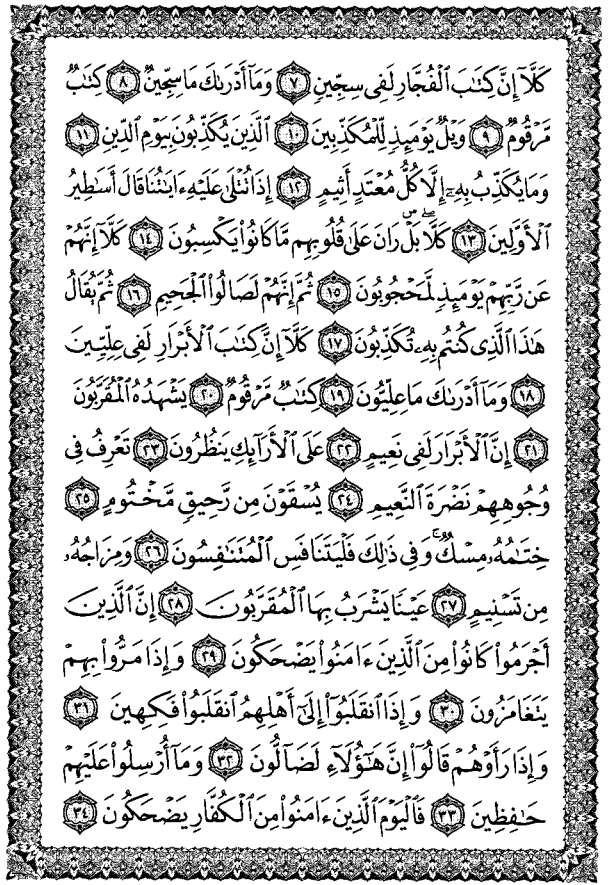 كَلَّآ إِنَّ كِتَٰبَ ٱلْفُجَّارِ لَفِى سِجِّينٍ ٧ وَمَآ أَدْرَىٰكَ مَا سِجِّينٌ ٨ كِتَٰبٌ
مَّرْقُومٌ ٩ وَيْلٌ يَوْمَئِذٍ لِّلْمُكَذِّبِينَ ١٠ ٱلَّذِينَ يُكَذِّبُونَ بِيَوْمِ ٱلدِّينِ ١١
وَمَا يُكَذِّبُ بِهِۦٓ إِلَّا كُلُّ مُعْتَدٍ أَثِيمٍ ١٢ إِذَا تُتْلَىٰ عَلَيْهِ ءَايَٰتُنَا قَالَ أَسَٰطِيرُ
ٱلْأَوَّلِينَ ١٣ كَلَّا ۖ بَلْ ۜ رَانَ عَلَىٰ قُلُوبِهِم مَّا كَانُوا۟ يَكْسِبُونَ ١٤ كَلَّآ إِنَّهُمْ
عَن رَّبِّهِمْ يَوْمَئِذٍ لَّمَحْجُوبُونَ ١٥ ثُمَّ إِنَّهُمْ لَصَالُوا۟ ٱلْجَحِيمِ ١٦ ثُمَّ يُقَالُ
هَٰذَا ٱلَّذِى كُنتُم بِهِۦ تُكَذِّبُونَ ١٧ كَلَّآ إِنَّ كِتَٰبَ ٱلْأَبْرَارِ لَفِى عِلِّيِّينَ
١٨ وَمَآ أَدْرَىٰكَ مَا عِلِّيُّونَ ١٩ كِتَٰبٌ مَّرْقُومٌ ٢٠ يَشْهَدُهُ ٱلْمُقَرَّبُونَ
٢١ إِنَّ ٱلْأَبْرَارَ لَفِى نَعِيمٍ ٢٢ عَلَى ٱلْأَرَآئِكِ يَنظُرُونَ ٢٣ تَعْرِفُ فِى
وُجُوهِهِمْ نَضْرَةَ ٱلنَّعِيمِ ٢٤ يُسْقَوْنَ مِن رَّحِيقٍ مَّخْتُومٍ ٢٥
خِتَٰمُهُۥ مِسْكٌ ۚ وَفِى ذَٰلِكَ فَلْيَتَنَافَسِ ٱلْمُتَنَٰفِسُونَ ٢٦ وَمِزَاجُهُۥ
مِن تَسْنِيمٍ ٢٧ عَيْنًا يَشْرَبُ بِهَا ٱلْمُقَرَّبُونَ ٢٨ إِنَّ ٱلَّذِينَ
أَجْرَمُوا۟ كَانُوا۟ مِنَ ٱلَّذِينَ ءَامَنُوا۟ يَضْحَكُونَ ٢٩ وَإِذَا مَرُّوا۟ بِهِمْ
يَتَغَامَزُونَ ٣٠ وَإِذَا ٱنقَلَبُوٓا۟ إِلَىٰٓ أَهْلِهِمُ ٱنقَلَبُوا۟ فَكِهِينَ ٣١
وَإِذَا رَأَوْهُمْ قَالُوٓا۟ إِنَّ هَٰٓؤُلَآءِ لَضَآلُّونَ ٣٢ وَمَآ أُرْسِلُوا۟ عَلَيْهِمْ
حَٰفِظِينَ ٣٣ فَٱلْيَوْمَ ٱلَّذِينَ ءَامَنُوا۟ مِنَ ٱلْكُفَّارِ يَضْحَكُونَ ٣٤